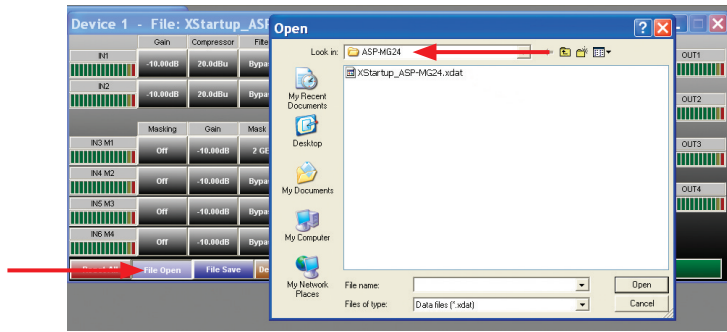 Device 1 - File: XStartup_ASP
Gain Compressor Filte
IN1 -10.00dB 20.0dBu Bypa
IN2 -10.00dB 20.0dBu Bypa
Masking Gain Mask
IN3 M1 Off -10.00dB 2 GE
IN4 M2 Off -10.00dB Bypa
IN5 M3 Off -10.00dB Bypa
IN6 M4 Off -10.00dB Bypa
File Open File Save De
Open
Look in: ASP-MG24
XStartup_ASP-MG24.xdat
My Recent
Documents
Desktop
My Documents
My Computer
My Network
Places
File name: Open
Files of type: Data files (*.xdat) Cancel
OUT1
OUT2
OUT3
OUT4